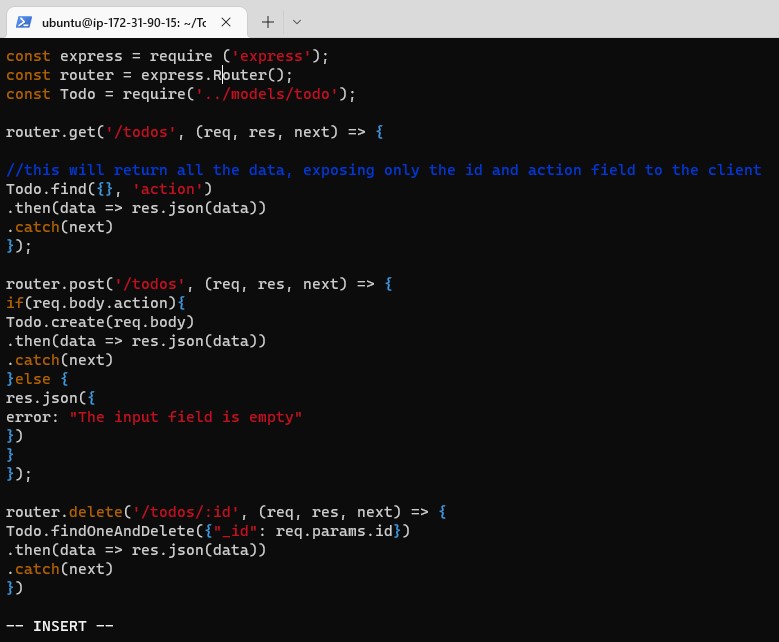 ubuntu@ip-172-31-90-15: ~/Tc
const express = require ('express');
const router = express.Router();
const Todo = require('../models/todo');

router.get('/todos', (req, res, next) => {

//this will return all the data, exposing only the id and action field to the client
Todo.find({}, 'action')
.then(data => res.json(data))
.catch(next)
});

router.post('/todos', (req, res, next) => {
if(req.body.action){
Todo.create(req.body)
.then(data => res.json(data))
.catch(next)
}else {
res.json({
error: "The input field is empty"
})
}
});

router.delete('/todos/:id', (req, res, next) => {
Todo.findOneAndDelete({"_id": req.params.id})
.then(data => res.json(data))
.catch(next)
})

-- INSERT --